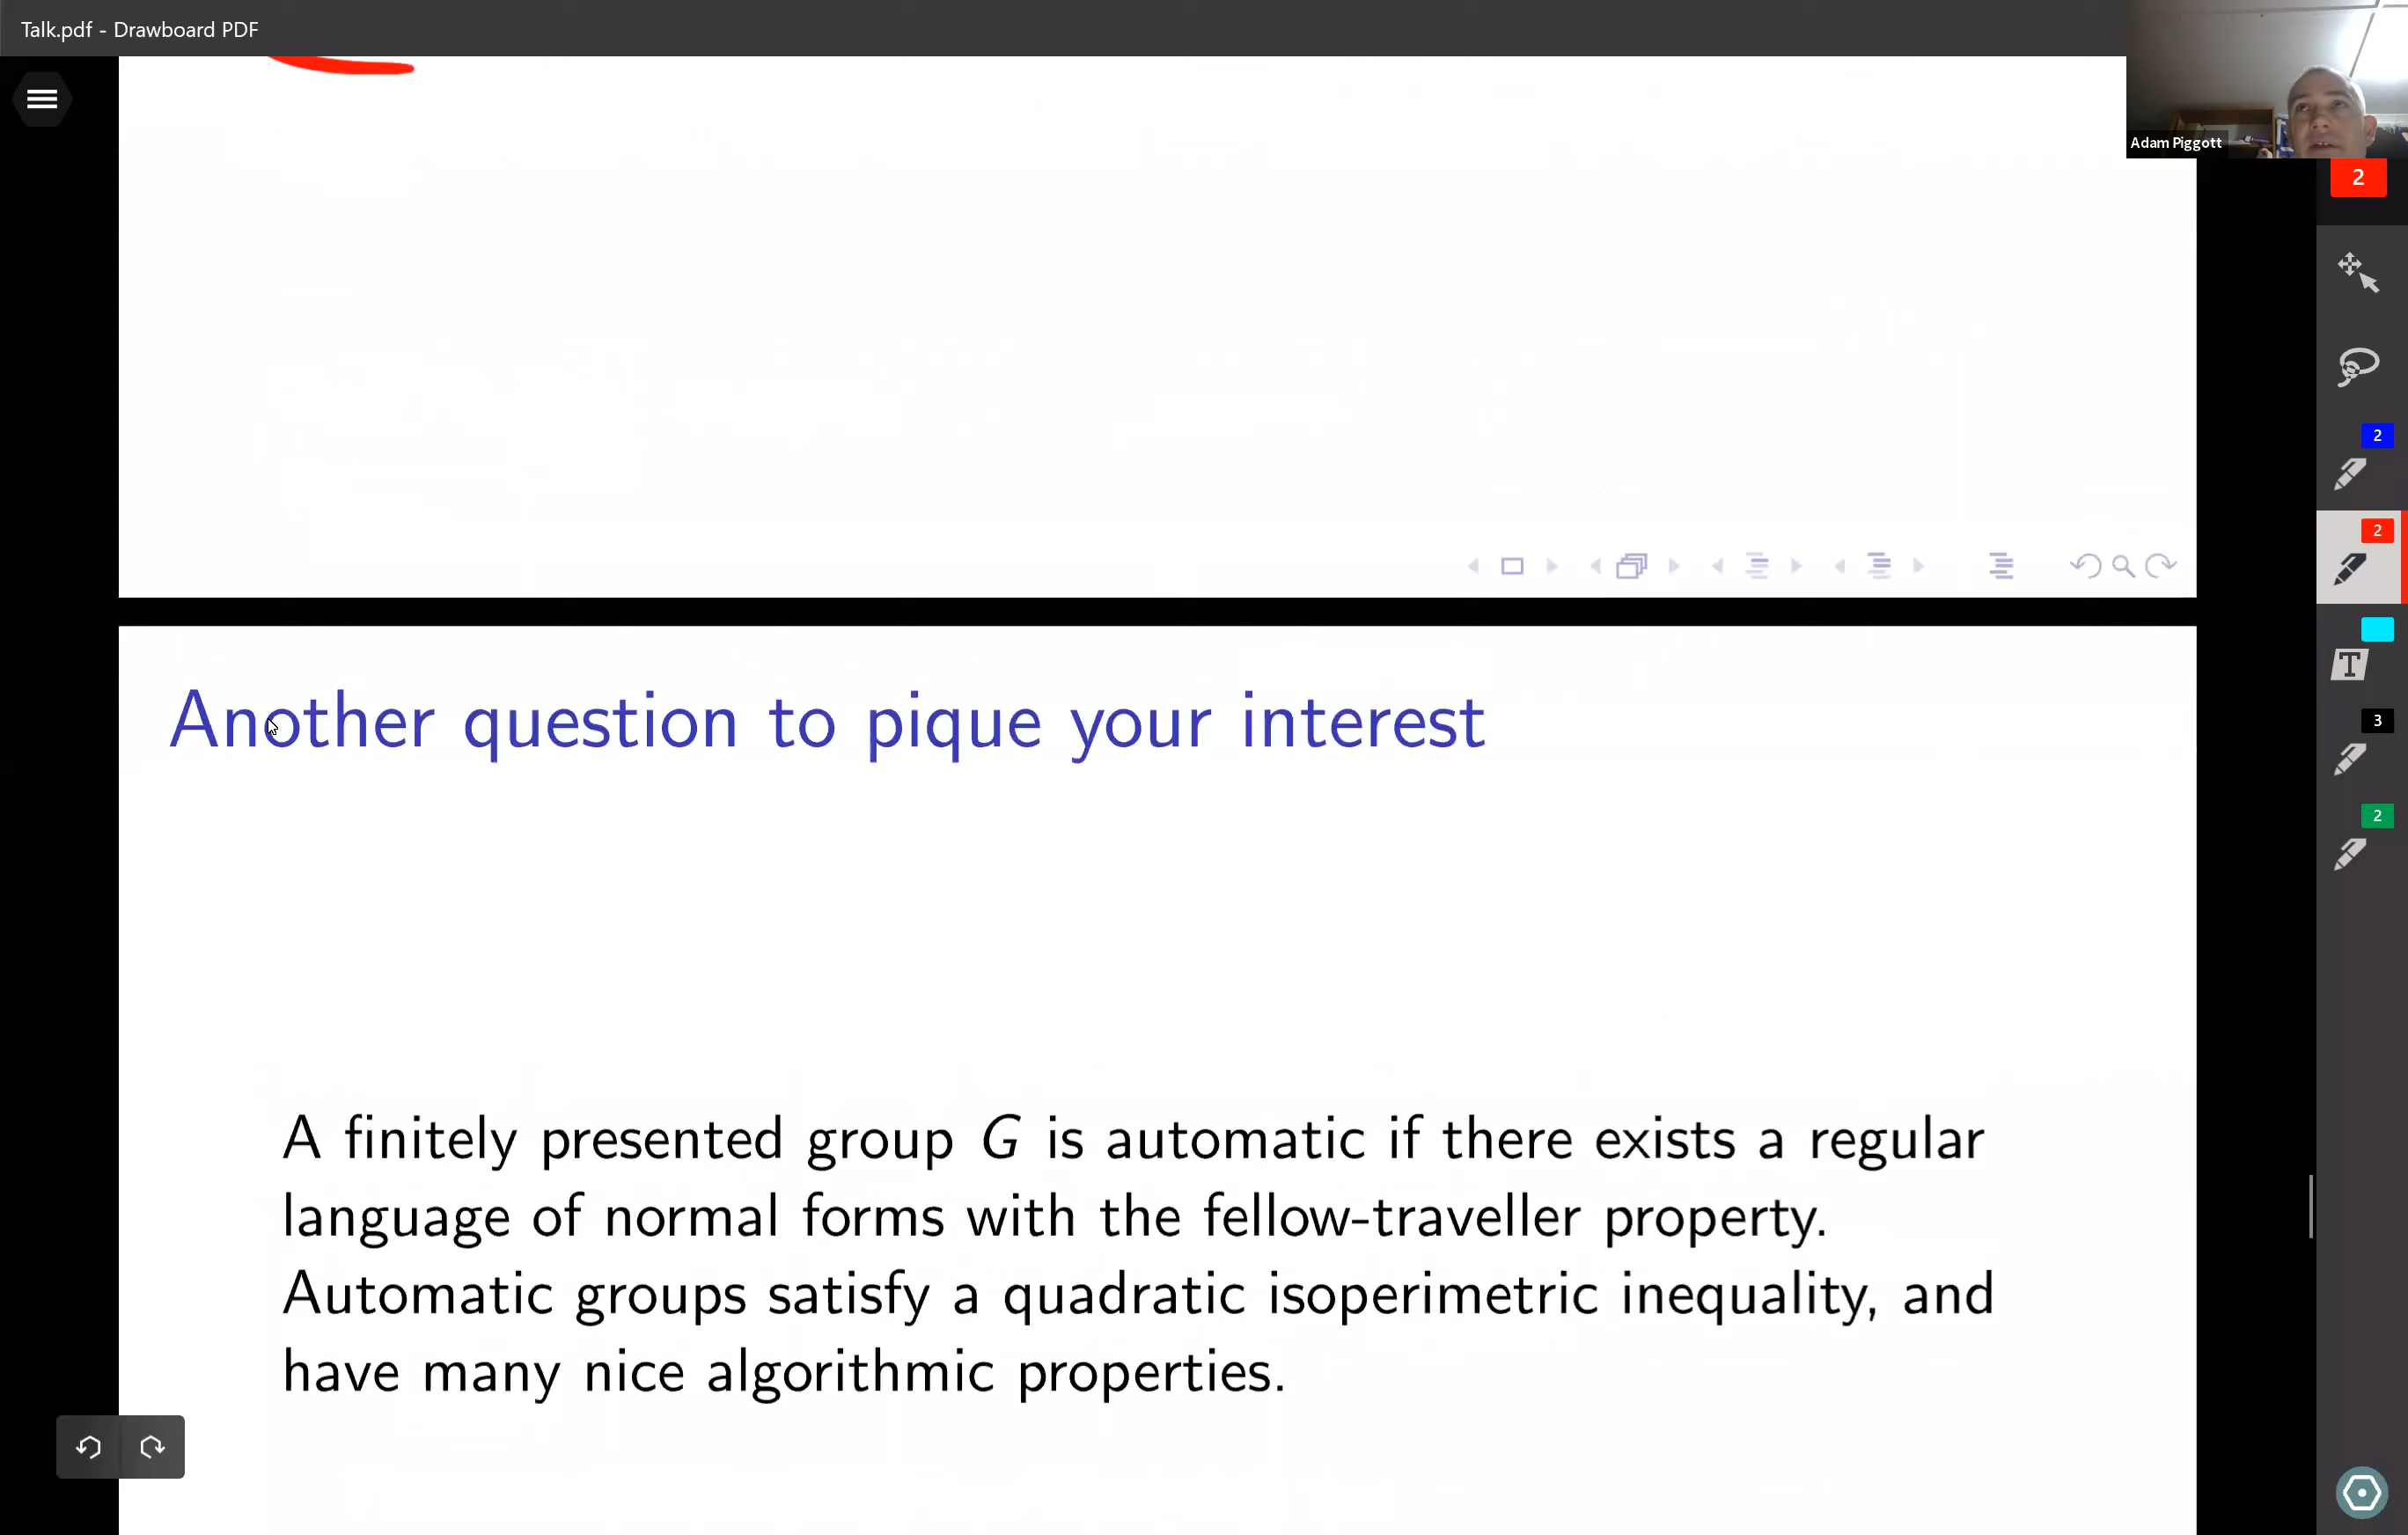 Talk.pdf - Drawboard PDF
Adam Piggott
2
2
2
Another question to pique your interest
T
3
2
A finitely presented group G is automatic if there exists a regular
language of normal forms with the fellow-traveller property.
Automatic groups satisfy a quadratic isoperimetric inequality, and
have many nice algorithmic properties.